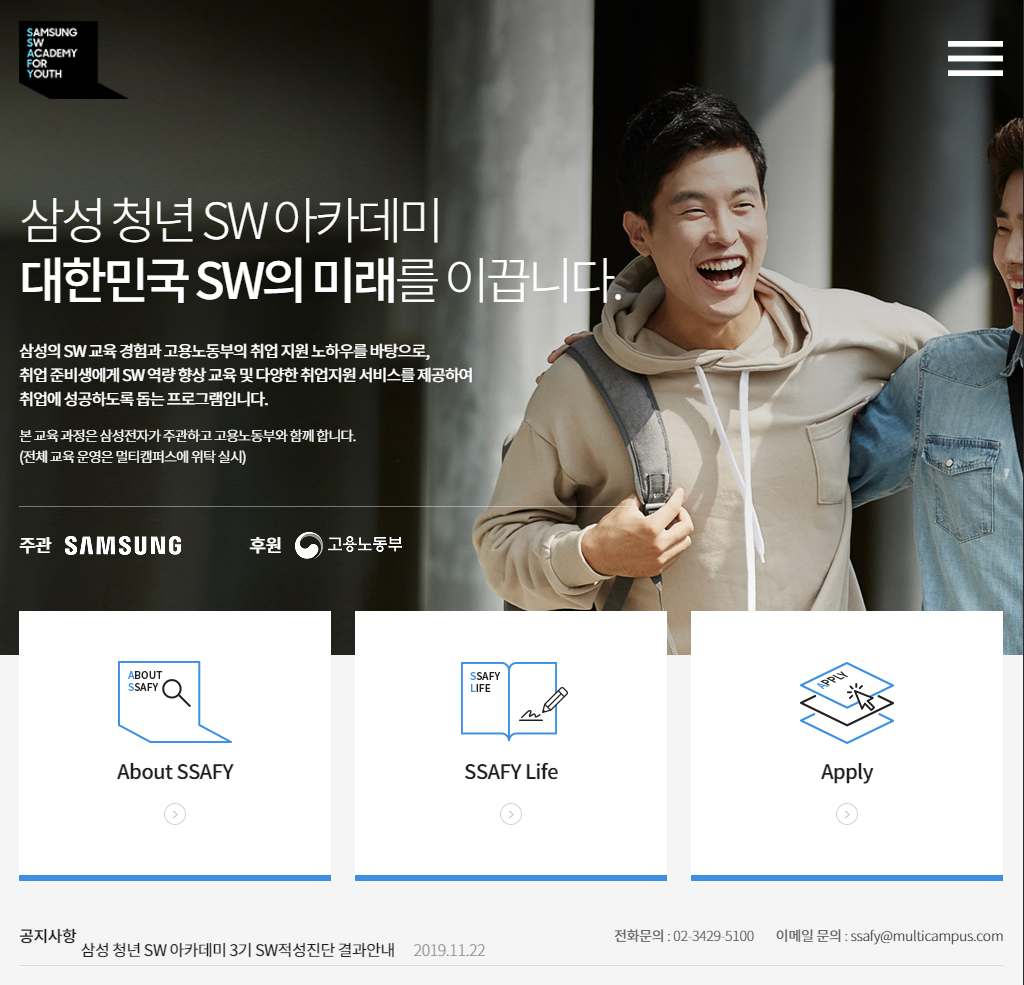 SAMSUNG
SW
ACADEMY
FOR
YOUTH
삼성 청년 SW 아카데미
대한민국 SW의 미래를 이끕니다.
삼성의 SW 교육 경험과 고용노동부의 취업 지원 노하우를 바탕으로,
취업 준비생에게 SW 역량 향상 교육 및 다양한 취업지원 서비스를 제공하여
취업에 성공하도록 돕는 프로그램입니다.
본 교육 과정은 삼성전자가 주관하고 고용노동부와 함께 합니다.
(전체 교육 운영은 멀티캠퍼스에 위탁 실시)
주관 SAMSUNG 후원 고용노동부
ABOUT
SSAFY
About SSAFY
SSAFY
LIFE
SSAFY Life
APPLY
Apply
공지사항 삼성 청년 SW 아카데미 3기 SW적성진단 결과안내 2019.11.22
전화문의 : 02-3429-5100 이메일 문의 : ssafy@multicampus.com